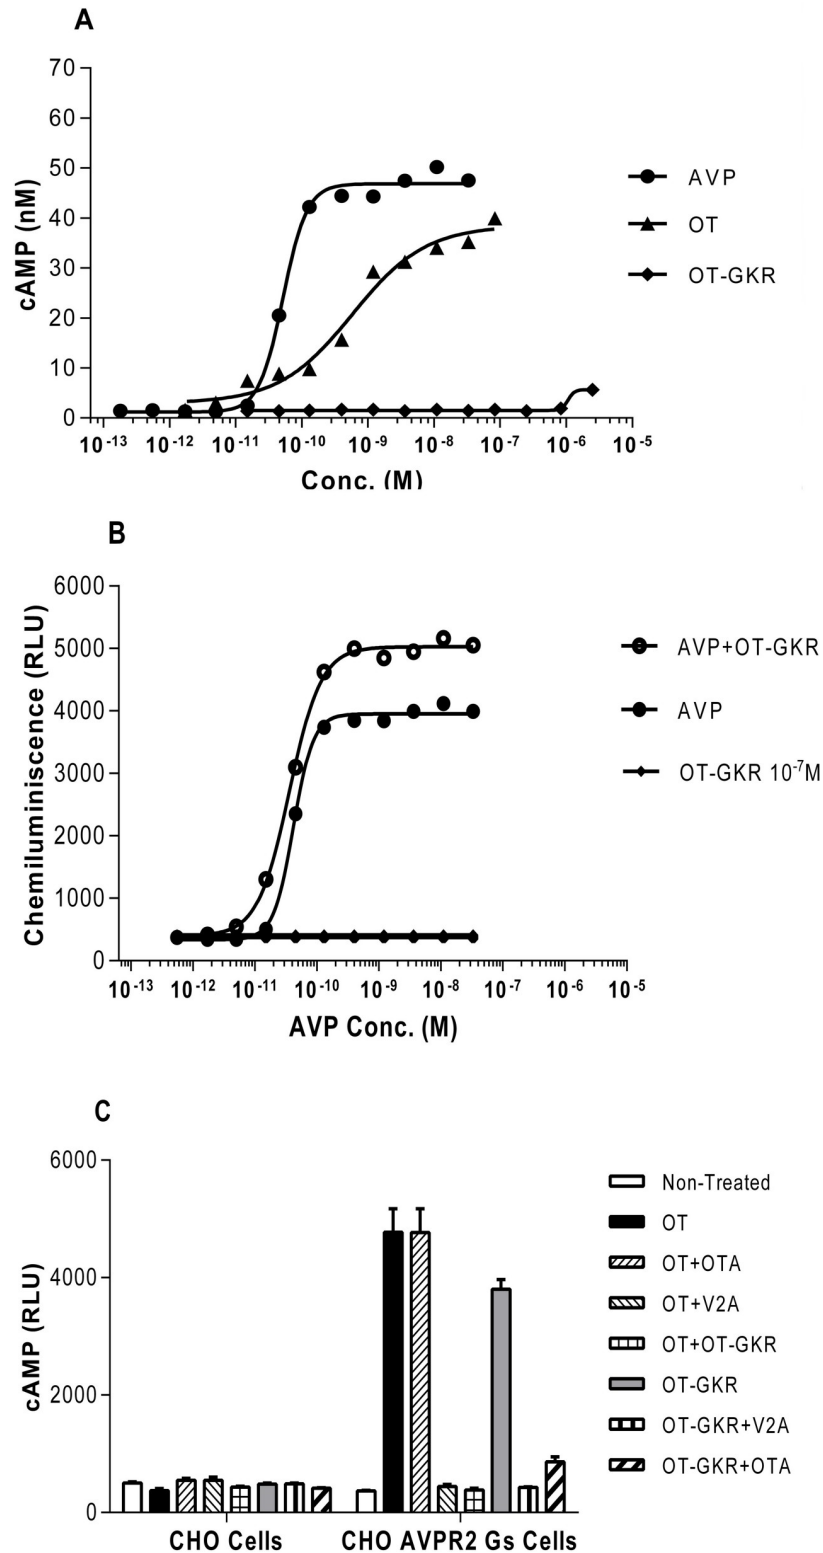 A
70
60
50
40
30
20
10
0
cAMP (nM)
10-13 10-12 10-11 10-10 10-9 10-8 10-7 10-6 10-5
Conc. (M)
AVP
OT
OT-GKR
B
6000
5000
4000
3000
2000
1000
0
Chemiluminiscence (RLU)
10-13 10-12 10-11 10-10 10-9 10-8 10-7 10-6 10-5
AVP Conc. (M)
AVP+OT-GKR
AVP
OT-GKR 10-7M
C
6000
4000
2000
0
cAMP (RLU)
CHO Cells CHO AVPR2 Gs Cells
Non-Treated
OT
OT+OTA
OT+V2A
OT+OT-GKR
OT-GKR
OT-GKR+V2A
OT-GKR+OTA